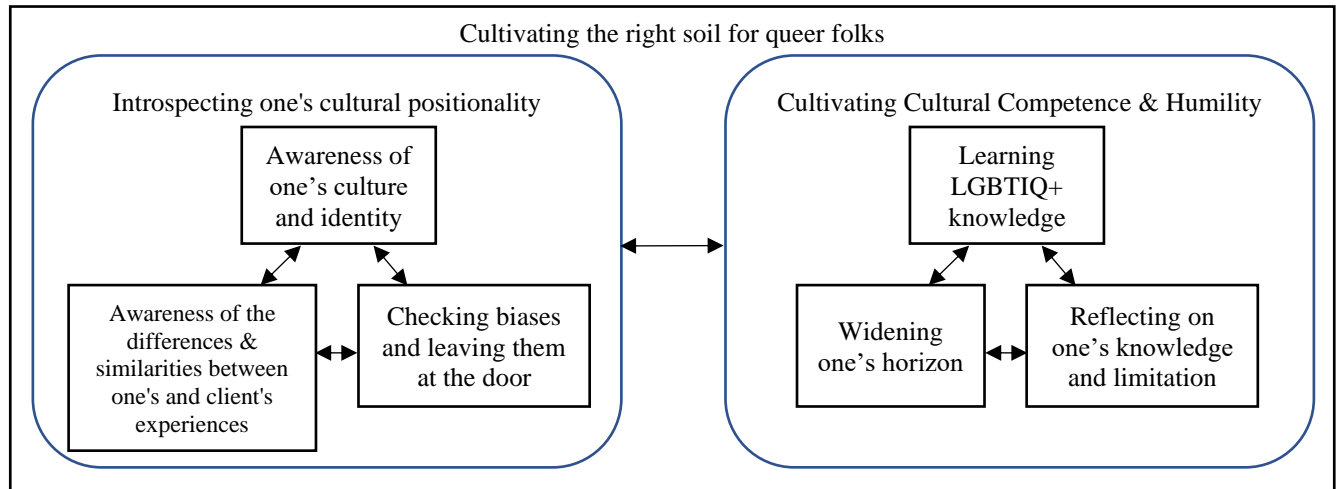 Cultivating the right soil for queer folks
Introspecting one's cultural positionality
Awareness of
one’s culture
and identity
Awareness of the
differences &
similarities between
one's and client's
experiences
Checking biases
and leaving them
at the door
Cultivating Cultural Competence & Humility
Learning
LGBTIQ+
knowledge
Widening
one’s horizon
Reflecting on
one’s knowledge
and limitation